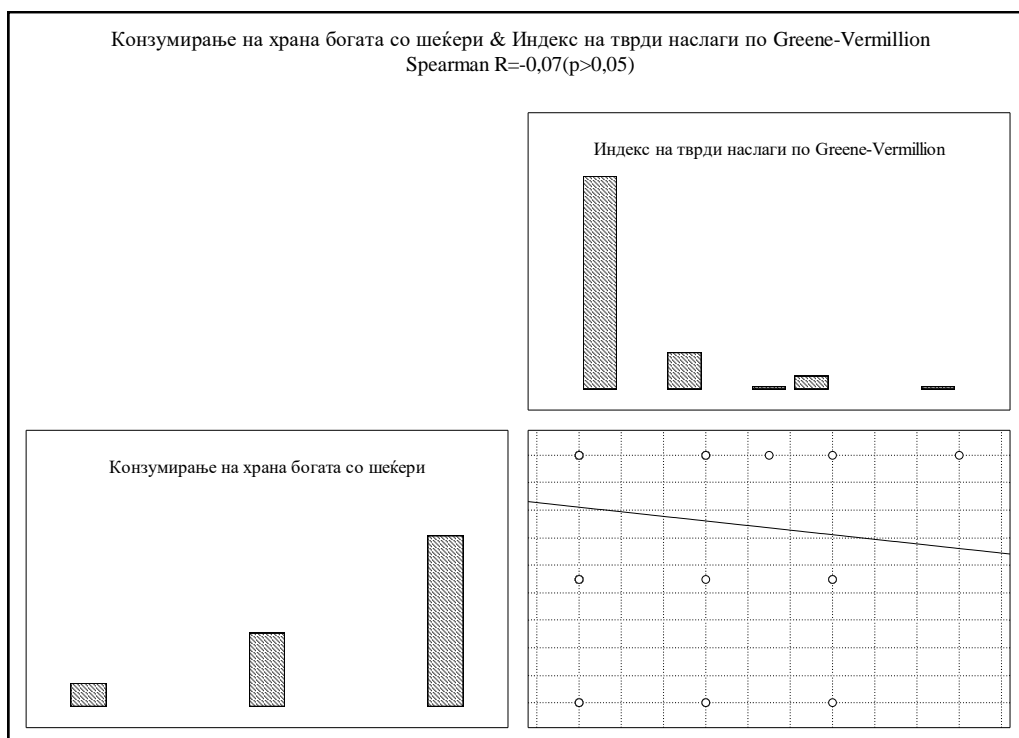 Конзумирање на храна богата со шеќери & Индекс на тврди наслаги по Greene-Vermillion
Spearman R=-0,07(p>0,05)
Индекс на тврди наслаги по Greene-Vermillion
Конзумирање на храна богата со шеќери